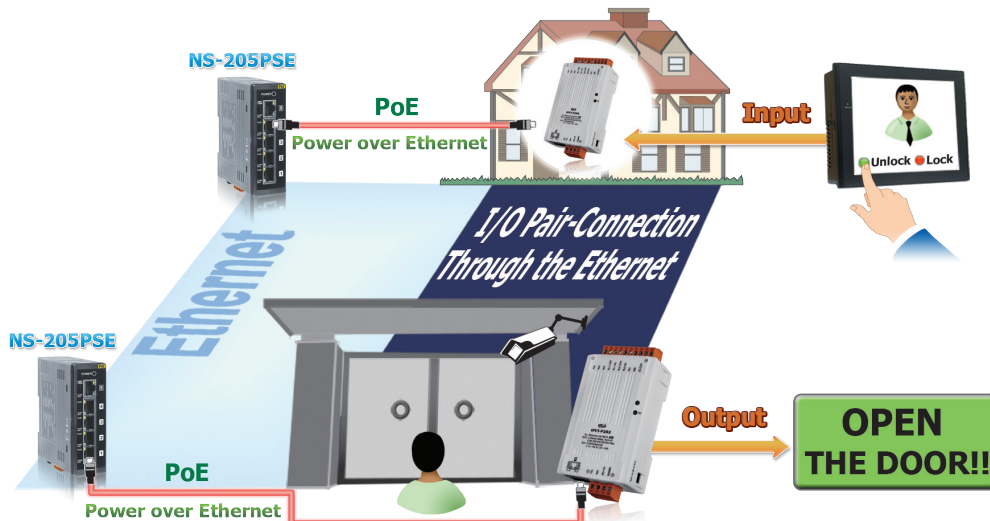 NS-205PSE
PoE
Power over Ethernet
Input
Unlock Lock
I/O Pair-Connection
Through the Ethernet
Ethernet
NS-205PSE
Output
OPEN
THE DOOR!!
PoE
Power over Ethernet